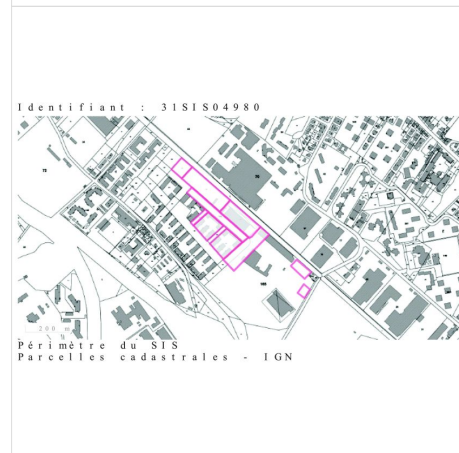 Identifiant : 31SIS04980
200 m
Périmètre du SIS
Parcelles cadastrales - IGN